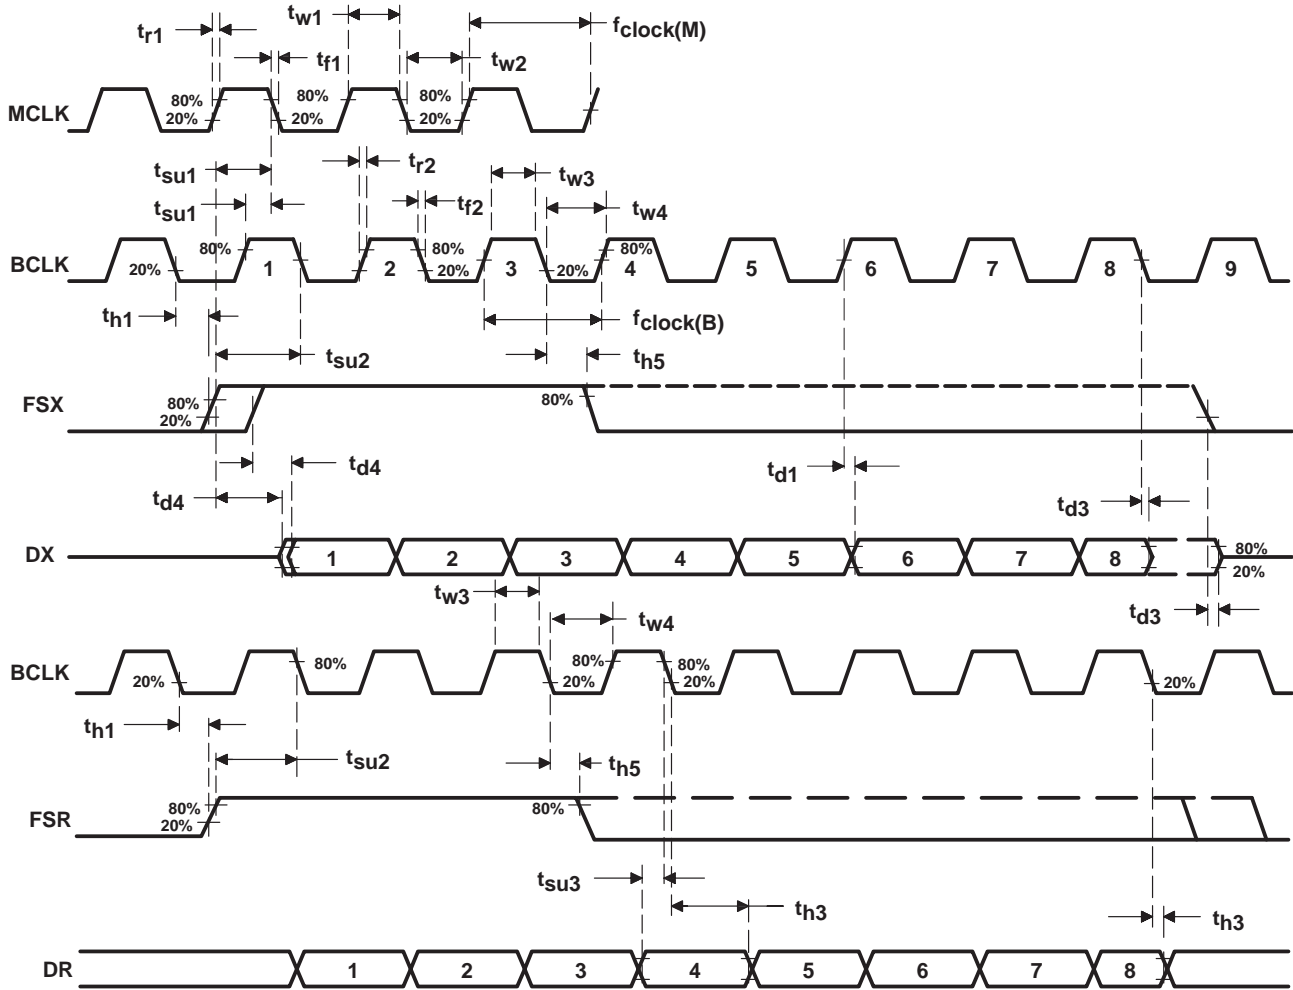 tr1
tw1
fclock(M)
tf1
tw2
MCLK
80%
20%
80%
20%
80%
20%
80%
20%
tsu1
tr2
tw3
tsu1
tf2
tw4
BCLK
20%
80%
1
2
80%
20%
3
20%
80%
4
5
6
7
8
9
th1
fclock(B)
tsu2
th5
FSX
80%
20%
80%
td4
td1
td4
td3
DX
1
2
3
4
5
6
7
8
80%
20%
tw3
tw4
td3
BCLK
20%
80%
80%
20%
80%
20%
20%
th1
tsu2
th5
FSR
80%
20%
80%
tsu3
th3
th3
DR
1
2
3
4
5
6
7
8